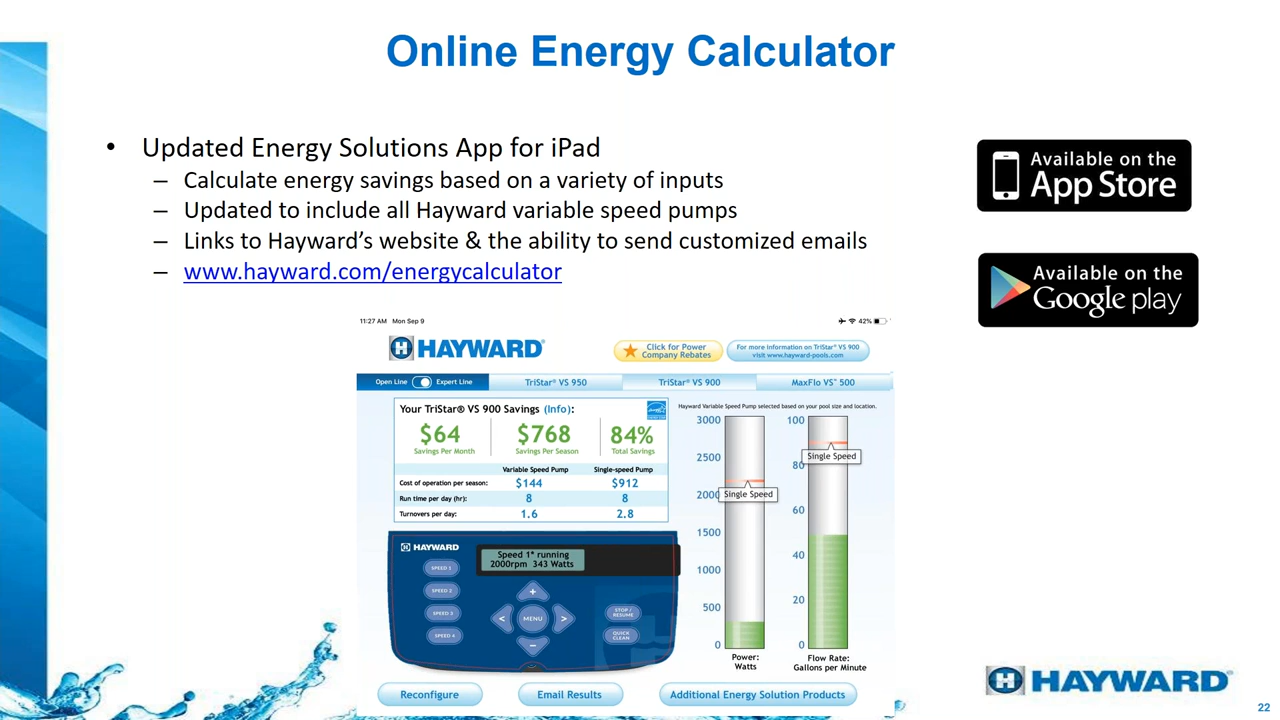 Online Energy Calculator
• Updated Energy Solutions App for iPad
– Calculate energy savings based on a variety of inputs
– Updated to include all Hayward variable speed pumps
– Links to Hayward's website & the ability to send customized emails
– www.hayward.com/energycalculator
Available on the
App Store
Available on the
Google play
11:27 AM Mon Sep 9
42%
HAYWARD®
Click for Power
Company Rebates
For more information on TriStar® VS 900
visit www.hayward-pools.com
Open Line Expert Line
TriStar® VS 950
TriStar® VS 900
MaxFlo VS™ 500
Your TriStar® VS 900 Savings (Info):
$64 $768 84%
Savings Per Month Savings Per Season Total Savings
Variable Speed Pump Single-speed Pump
Cost of operation per season: $144 $912
Run time per day (hr): 8 8
Turnovers per day: 1.6 2.8
Hayward Variable Speed Pump selected based on your pool size and location.
3000 100
2500 80
2000 60
1500 40
1000 20
500 0
0
Single Speed
Single Speed
Power:
Watts
Flow Rate:
Gallons per Minute
HAYWARD
Speed 1* running
2000rpm 343 Watts
SPEED 1
SPEED 2
SPEED 3
SPEED 4
+
< MENU >
−
STOP /
RESUME
QUICK
CLEAN
Reconfigure
Email Results
Additional Energy Solution Products
HAYWARD®
22